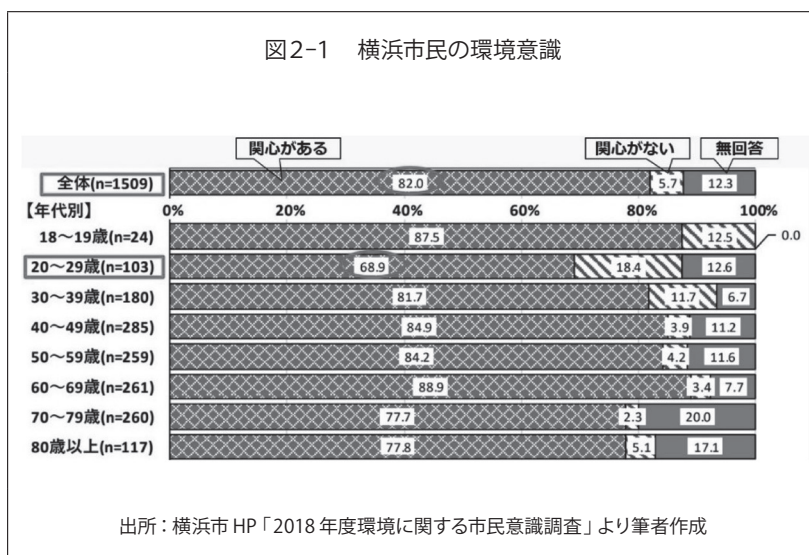 図2-1 横浜市民の環境意識
関心がある 関心がない 無回答
全体(n=1509) 82.0 5.7 12.3
【年代別】 0% 20% 40% 60% 80% 100%
18～19歳(n=24) 87.5 12.5 0.0
20～29歳(n=103) 68.9 18.4 12.6
30～39歳(n=180) 81.7 11.7 6.7
40～49歳(n=285) 84.9 3.9 11.2
50～59歳(n=259) 84.2 4.2 11.6
60～69歳(n=261) 88.9 3.4 7.7
70～79歳(n=260) 77.7 2.3 20.0
80歳以上(n=117) 77.8 5.1 17.1
出所：横浜市 HP「2018 年度環境に関する市民意識調査」より筆者作成